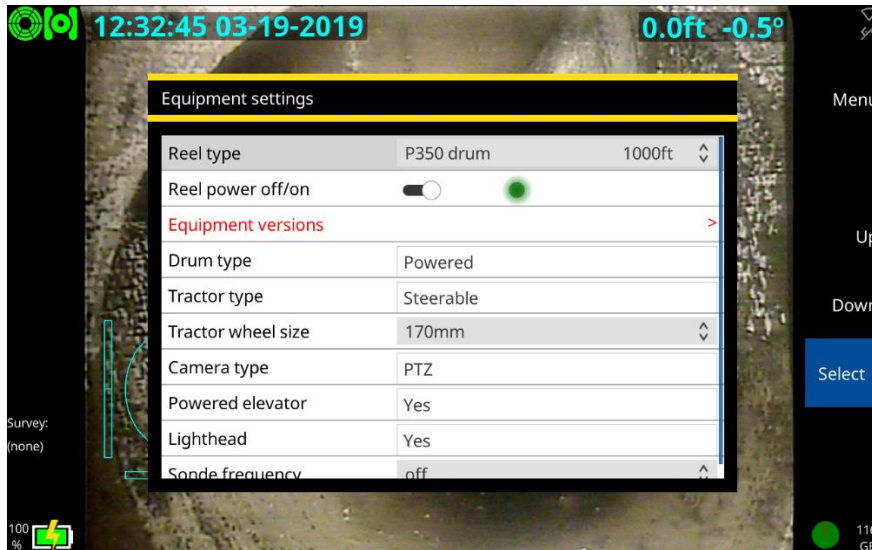 12:32:45 03-19-2019 0.0ft -0.5º
Equipment settings
Menu
Reel type P350 drum 1000ft
Reel power off/on
Equipment versions >
Up
Drum type Powered
Tractor type Steerable
Down
Tractor wheel size 170mm
Camera type PTZ
Select
Powered elevator Yes
Survey:
(none)
Lighthead Yes
Sonde frequency off
100
%